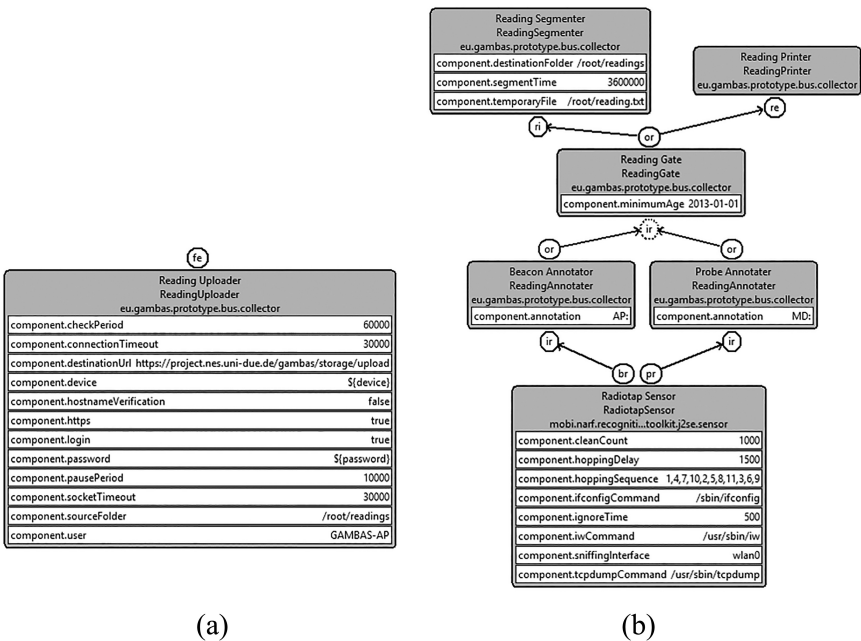 fe
Reading Uploader
ReadingUploader
eu.gambas.prototype.bus.collector
component.checkPeriod 60000
component.connectionTimeout 30000
component.destinationUrl https://project.nes.uni-due.de/gambas/storage/upload
component.device ${device}
component.hostnameVerification false
component.https true
component.login true
component.password ${password}
component.pausePeriod 10000
component.socketTimeout 30000
component.sourceFolder /root/readings
component.user GAMBAS-AP
(a)
Reading Segmenter
ReadingSegmenter
eu.gambas.prototype.bus.collector
component.destinationFolder /root/readings
component.segmentTime 3600000
component.temporaryFile /root/reading.txt
Reading Printer
ReadingPrinter
eu.gambas.prototype.bus.collector
ri
or
re
Reading Gate
ReadingGate
eu.gambas.prototype.bus.collector
component.minimumAge 2013-01-01
ir
or
or
Beacon Annotator
ReadingAnnotater
eu.gambas.prototype.bus.collector
component.annotation AP:
Probe Annotater
ReadingAnnotater
eu.gambas.prototype.bus.collector
component.annotation MD:
ir
br
pr
ir
Radiotap Sensor
RadiotapSensor
mobi.narf.recogniti...toolkit.j2se.sensor
component.cleanCount 1000
component.hoppingDelay 1500
component.hoppingSequence 1,4,7,10,2,5,8,11,3,6,9
component.ifconfigCommand /sbin/ifconfig
component.ignoreTime 500
component.iwCommand /usr/sbin/iw
component.sniffingInterface wlan0
component.tcpdumpCommand /usr/sbin/tcpdump
(b)